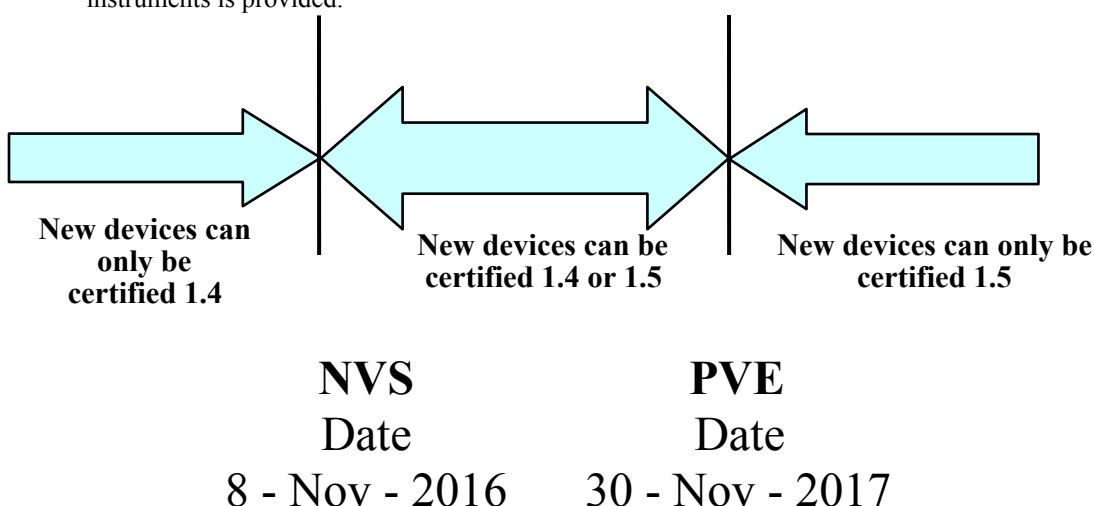 instruments is provided.
New devices can
only be
certified 1.4
New devices can be
certified 1.4 or 1.5
New devices can only be
certified 1.5
NVS
Date
8 - Nov - 2016
PVE
Date
30 - Nov - 2017